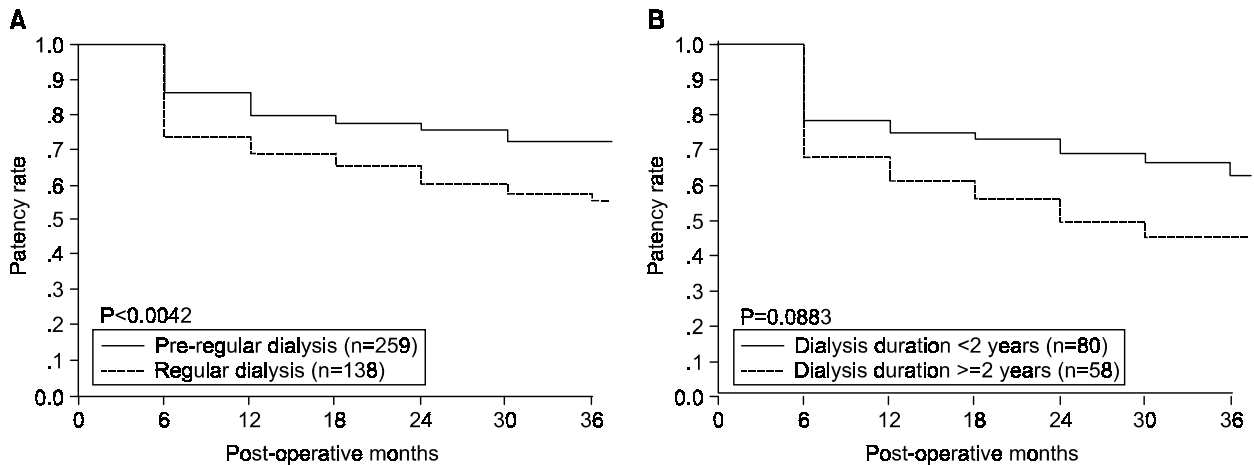 A
1.0
.9
.8
.7
.6
.5
.4
.3
.2
.1
0.0
Patency rate
P<0.0042
Pre-regular dialysis (n=259)
Regular dialysis (n=138)
0 6 12 18 24 30 36
Post-operative months
B
1.0
.9
.8
.7
.6
.5
.4
.3
.2
.1
0.0
Patency rate
P=0.0883
Dialysis duration <2 years (n=80)
Dialysis duration >=2 years (n=58)
0 6 12 18 24 30 36
Post-operative months